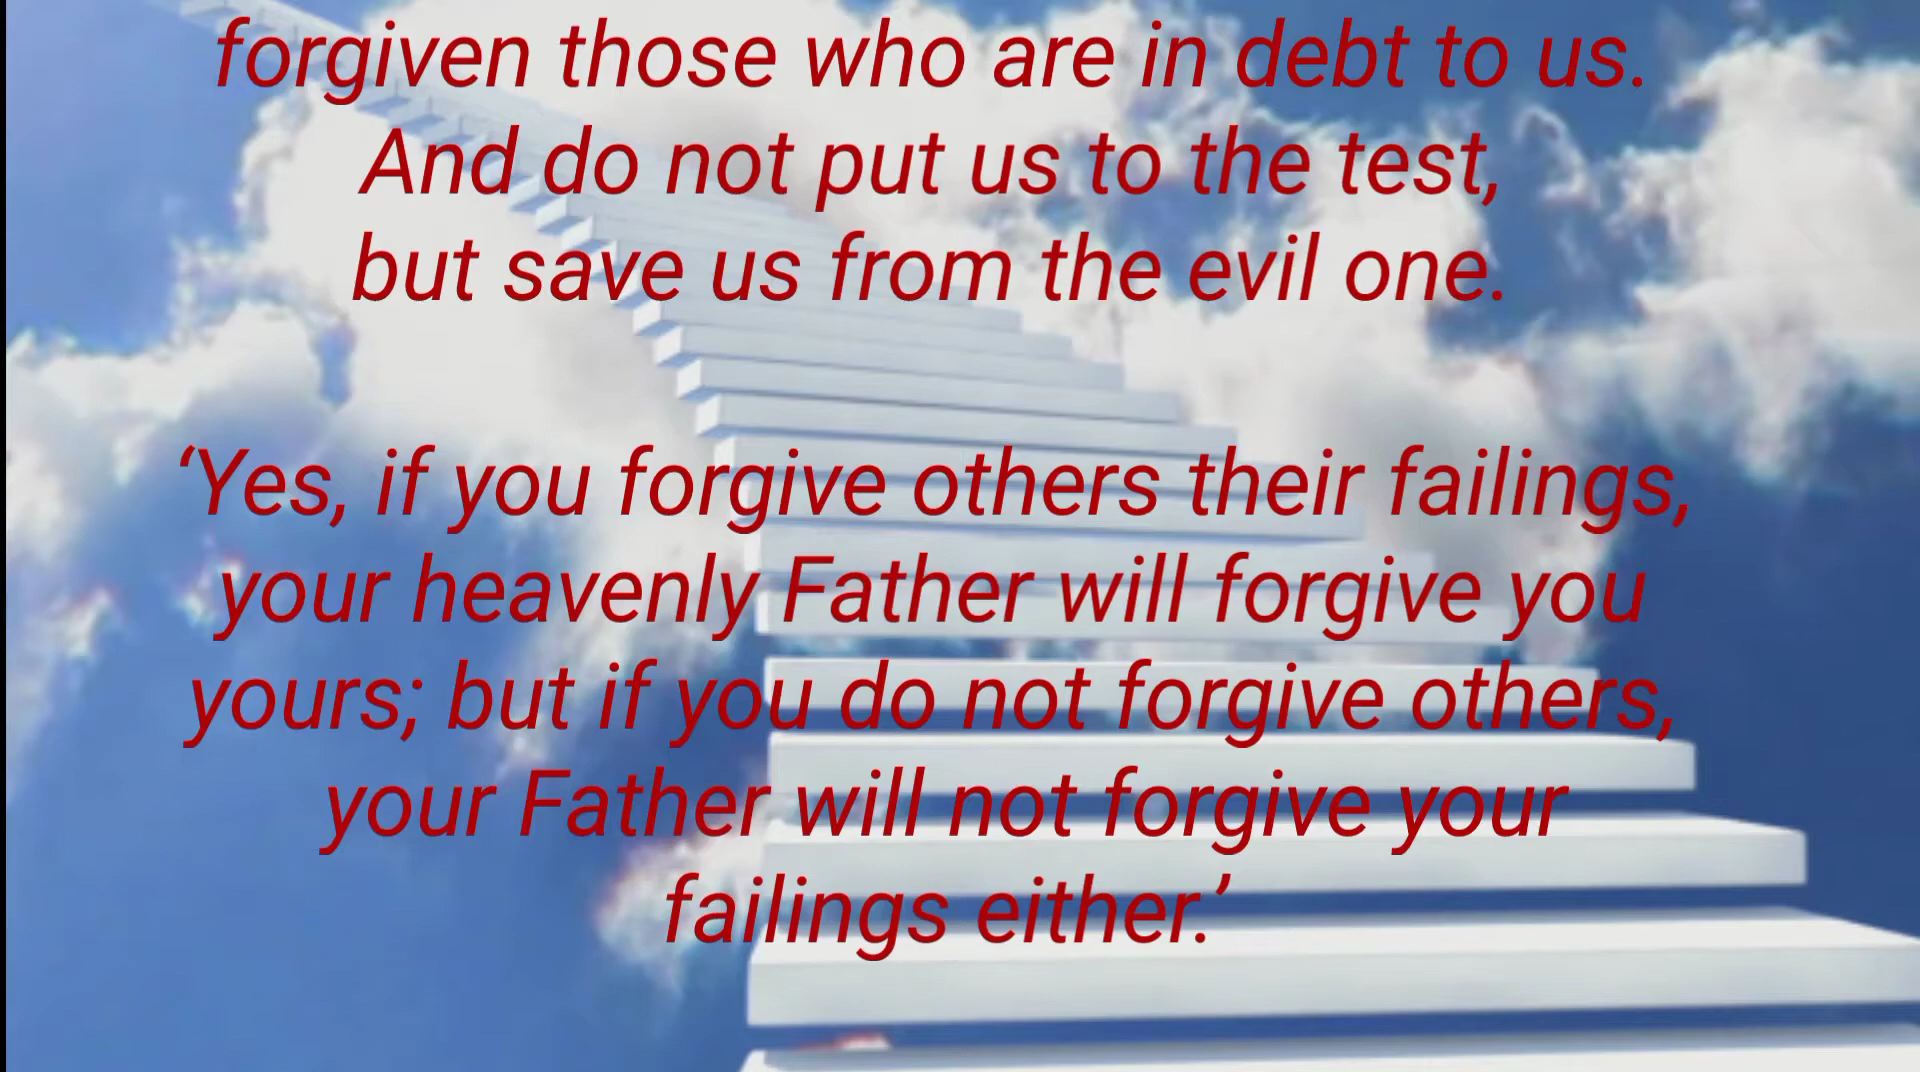 forgiven those who are in debt to us.
And do not put us to the test,
but save us from the evil one.
‘Yes, if you forgive others their failings,
your heavenly Father will forgive you
yours; but if you do not forgive others,
your Father will not forgive your
failings either.’